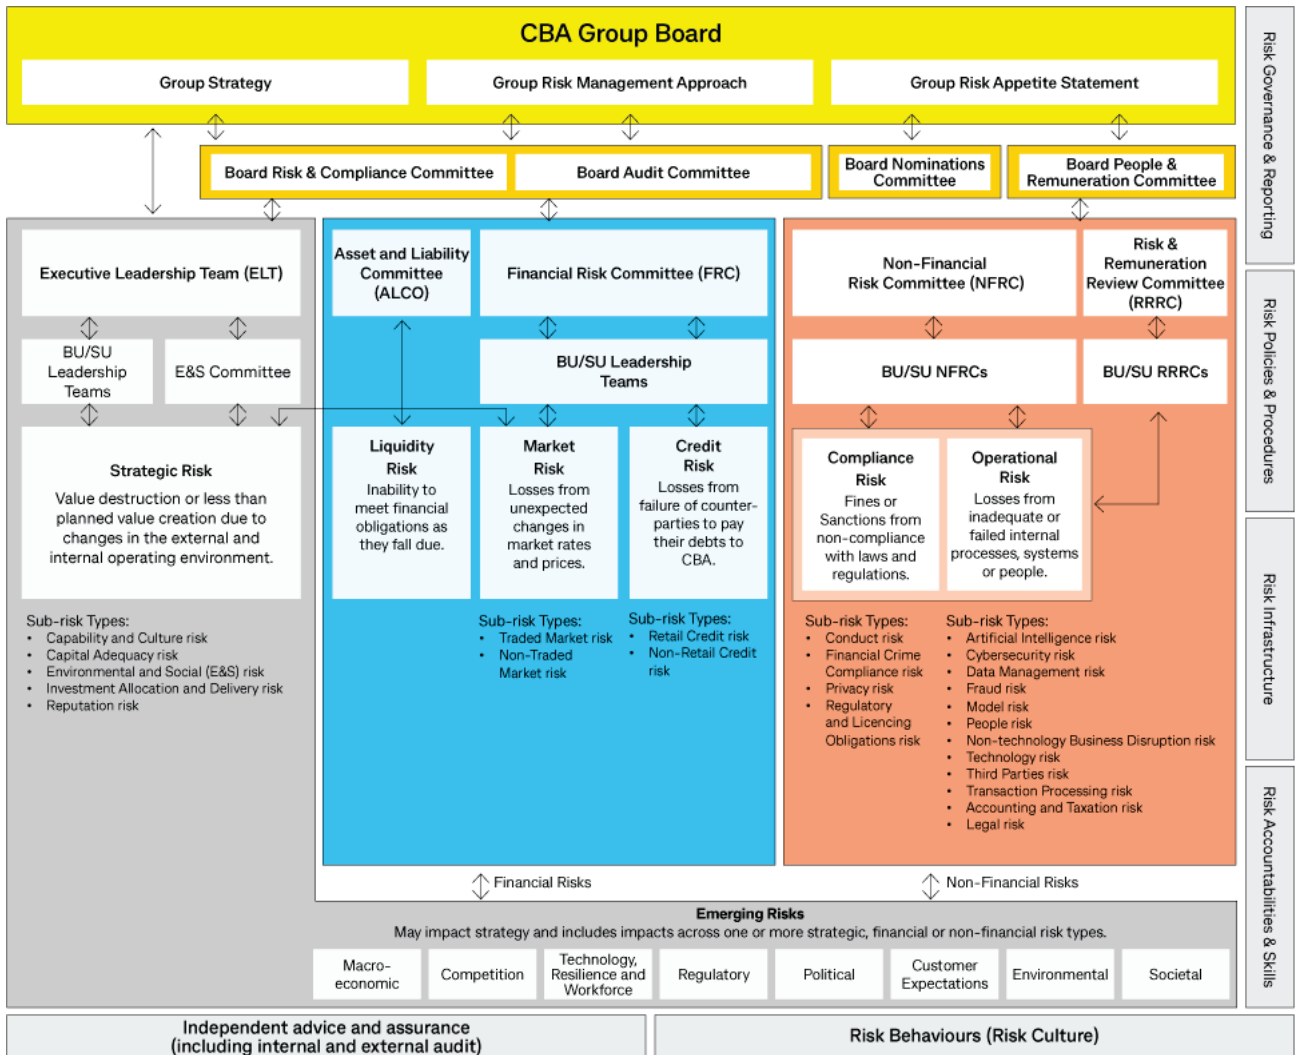 CBA Group Board
Group Strategy
Group Risk Management Approach
Group Risk Appetite Statement
Board Risk & Compliance Committee
Board Audit Committee
Board Nominations
Committee
Board People &
Remuneration Committee
Executive Leadership Team (ELT)
Asset and Liability
Committee
(ALCO)
Financial Risk Committee (FRC)
Non-Financial
Risk Committee (NFRC)
Risk &
Remuneration
Review Committee
(RRRC)
BU/SU
Leadership
Teams
E&S Committee
BU/SU Leadership
Teams
BU/SU NFRCs
BU/SU RRRCs
Strategic Risk
Value destruction or less than
planned value creation due to
changes in the external and
internal operating environment.
Liquidity
Risk
Inability to
meet financial
obligations as
they fall due.
Market
Risk
Losses from
unexpected
changes in
market rates
and prices.
Credit
Risk
Losses from
failure of counter-
parties to pay
their debts to
CBA.
Compliance
Risk
Fines or
Sanctions from
non-compliance
with laws and
regulations.
Operational
Risk
Losses from
inadequate or
failed internal
processes, systems
or people.
Sub-risk Types:
• Capability and Culture risk
• Capital Adequacy risk
• Environmental and Social (E&S) risk
• Investment Allocation and Delivery risk
• Reputation risk
Sub-risk Types:
• Traded Market risk
• Non-Traded
Market risk
Sub-risk Types:
• Retail Credit risk
• Non-Retail Credit
risk
Sub-risk Types:
• Conduct risk
• Financial Crime
Compliance risk
• Privacy risk
• Regulatory
and Licencing
Obligations risk
Sub-risk Types:
• Artificial Intelligence risk
• Cybersecurity risk
• Data Management risk
• Fraud risk
• Model risk
• People risk
• Non-technology Business Disruption risk
• Technology risk
• Third Parties risk
• Transaction Processing risk
• Accounting and Taxation risk
• Legal risk
Financial Risks
Non-Financial Risks
Emerging Risks
May impact strategy and includes impacts across one or more strategic, financial or non-financial risk types.
Macro-
economic
Competition
Technology,
Resilience and
Workforce
Regulatory
Political
Customer
Expectations
Environmental
Societal
Independent advice and assurance
(including internal and external audit)
Risk Behaviours (Risk Culture)
Risk Governance & Reporting
Risk Policies & Procedures
Risk Infrastructure
Risk Accountabilities & Skills